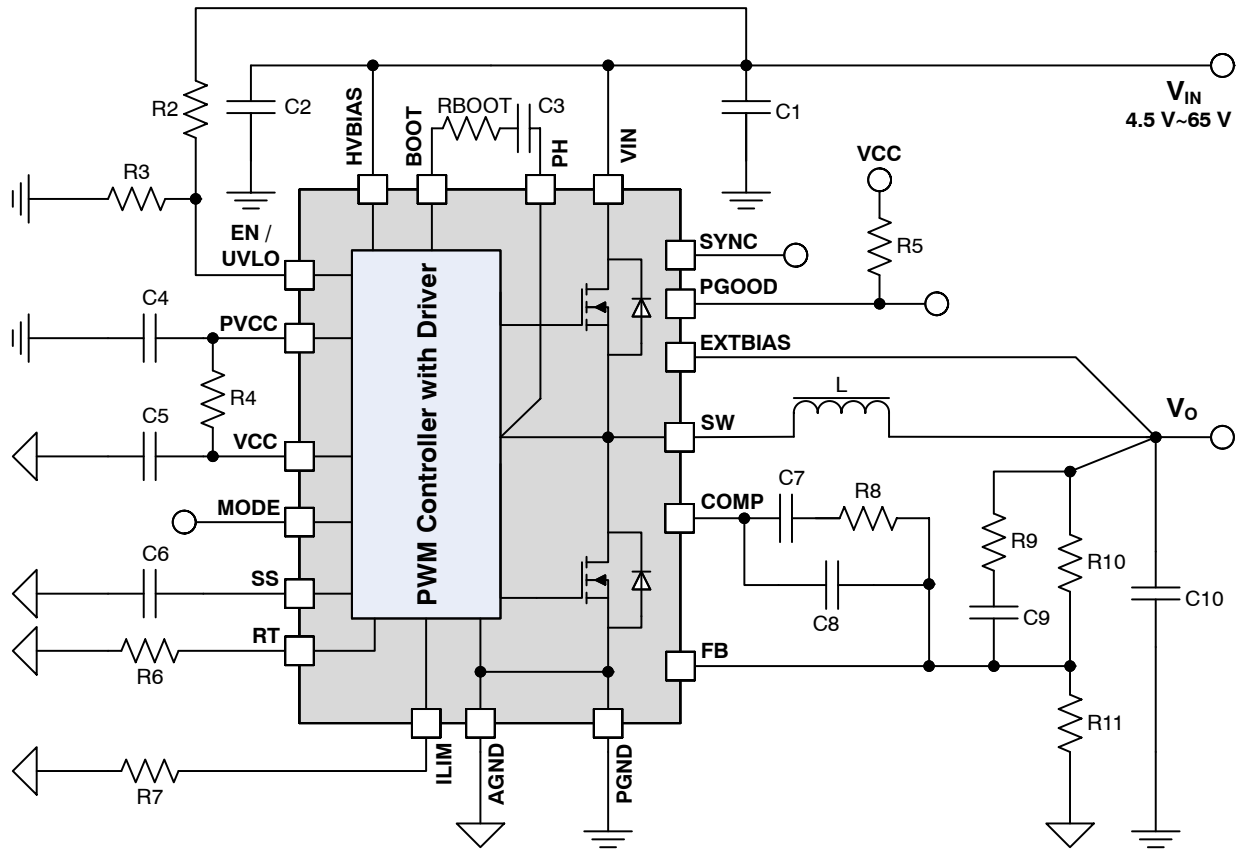 R2
C2
HVBIAS
BOOT
RBOOT
C3
PH
VIN
C1
VIN
4.5 V~65 V
VCC
R3
EN /
UVLO
SYNC
R5
PGOOD
C4
PVCC
EXTBIAS
R4
L
VO
C5
VCC
SW
PWM Controller with Driver
MODE
COMP
C7
R8
R9
R10
C6
SS
C8
C9
C10
RT
R6
FB
R11
R7
ILIM
AGND
PGND